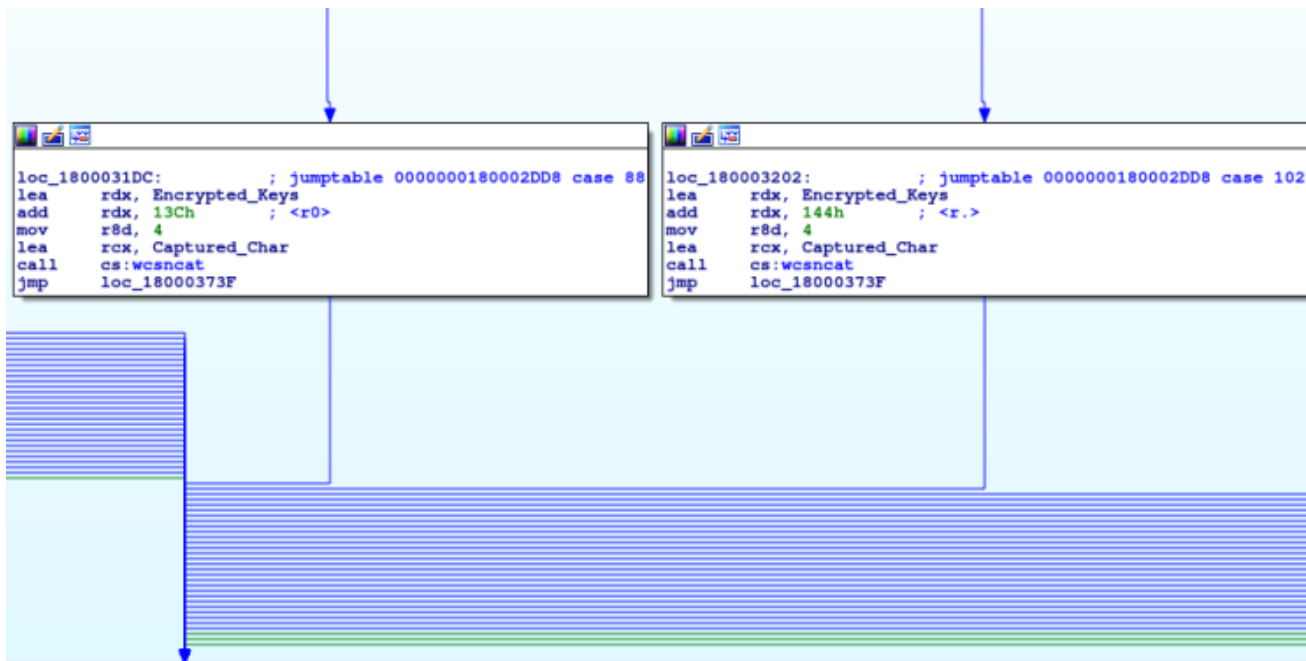 loc_1800031DC: ; jumptable 0000000180002DD8 case 88
lea rdx, Encrypted_Keys
add rdx, 13Ch ; <r0>
mov r8d, 4
lea rcx, Captured_Char
call cs:wcsncat
jmp loc_18000373F
loc_180003202: ; jumptable 0000000180002DD8 case 102
lea rdx, Encrypted_Keys
add rdx, 144h ; <r.>
mov r8d, 4
lea rcx, Captured_Char
call cs:wcsncat
jmp loc_18000373F